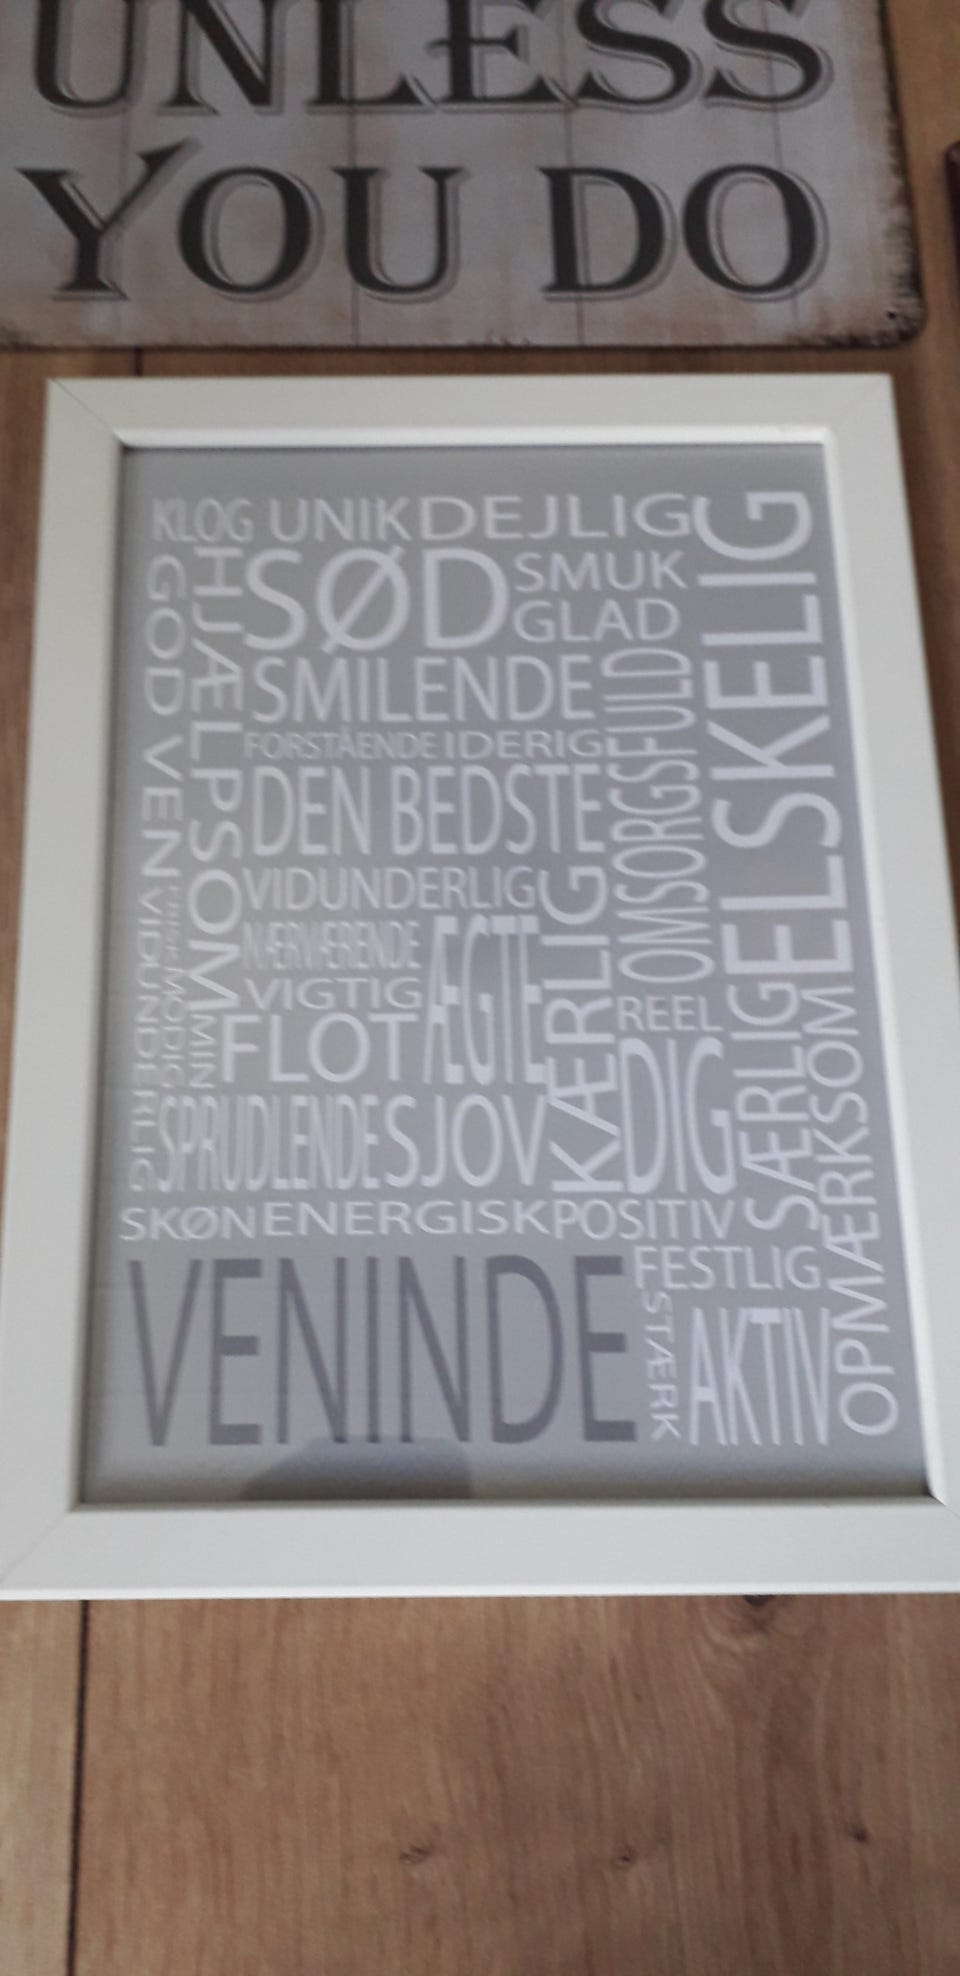 UNLESS
YOU DO
KLOG UNIK DEJLIG
ELSKELIG
HJÆLPSOM
GOD VEN
SØD
SMUK
GLAD
SMILENDE
OMSORGSFULD
FORSTÅENDE IDERIG
DEN BEDSTE
VIDUNDERLIG
KÆRLIG
NÆRVÆRENDE
ÆGTE
VIGTIG
REEL
SÆRLIG
OPMÆRKSOM
VIDUNDERLIG
MIN
FLOT
DIG
SPRUDLENDE SJOV
SKØN ENERGISK POSITIV
VENINDE
FESTLIG
STÆRK
AKTIV